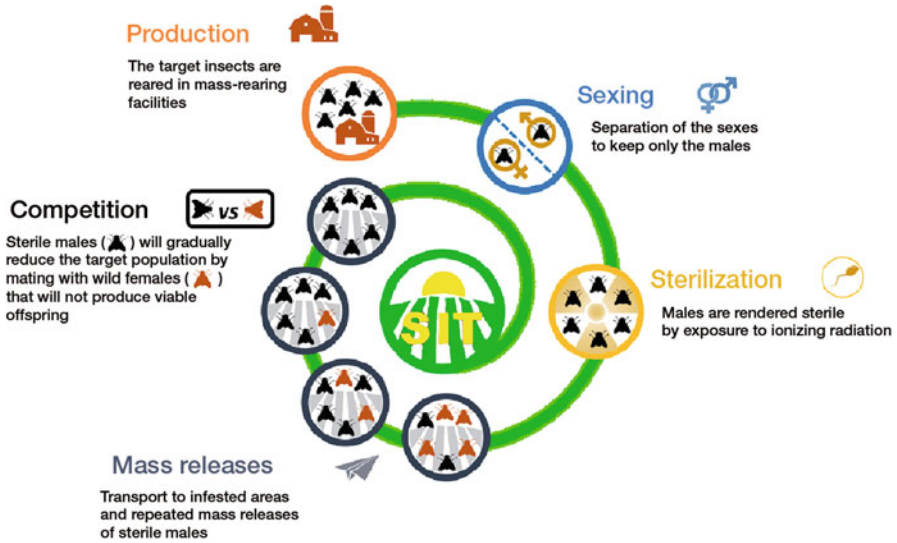 Production
The target insects are
reared in mass-rearing
facilities
Sexing
Separation of the sexes
to keep only the males
Competition
VS
Sterile males ( ) will gradually
reduce the target population by
mating with wild females ( )
that will not produce viable
offspring
SIT
Sterilization
Males are rendered sterile
by exposure to ionizing radiation
Mass releases
Transport to infested areas
and repeated mass releases
of sterile males